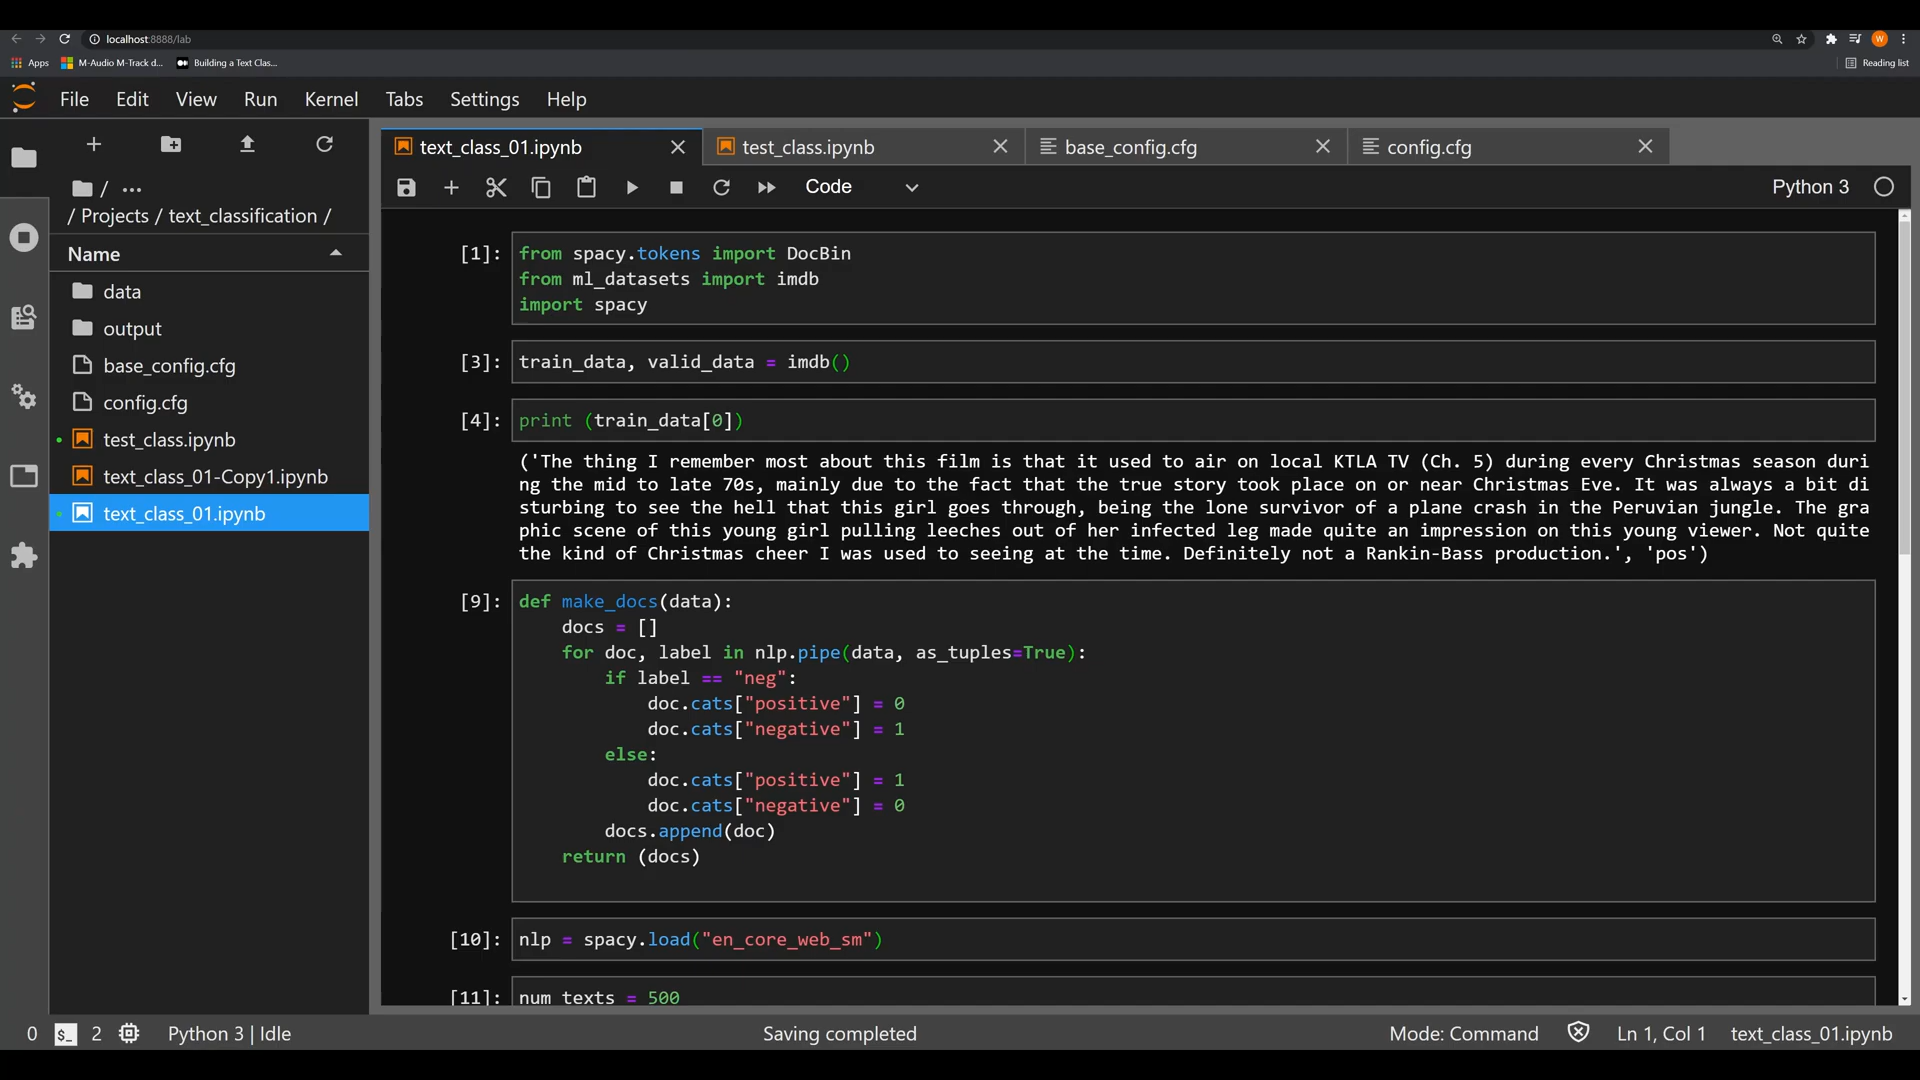 localhost:8888/lab
Apps
M-Audio M-Track d...
Building a Text Clas...
W
Reading list
File Edit View Run Kernel Tabs Settings Help
/ ...
/ Projects / text_classification /
Name
data
output
base_config.cfg
config.cfg
test_class.ipynb
text_class_01-Copy1.ipynb
text_class_01.ipynb
text_class_01.ipynb
test_class.ipynb
base_config.cfg
config.cfg
Code
Python 3
[1]: from spacy.tokens import DocBin
from ml_datasets import imdb
import spacy
[3]: train_data, valid_data = imdb()
[4]: print (train_data[0])
('The thing I remember most about this film is that it used to air on local KTLA TV (Ch. 5) during every Christmas season duri
ng the mid to late 70s, mainly due to the fact that the true story took place on or near Christmas Eve. It was always a bit di
sturbing to see the hell that this girl goes through, being the lone survivor of a plane crash in the Peruvian jungle. The gra
phic scene of this young girl pulling leeches out of her infected leg made quite an impression on this young viewer. Not quite
the kind of Christmas cheer I was used to seeing at the time. Definitely not a Rankin-Bass production.', 'pos')
[9]: def make_docs(data):
docs = []
for doc, label in nlp.pipe(data, as_tuples=True):
if label == "neg":
doc.cats["positive"] = 0
doc.cats["negative"] = 1
else:
doc.cats["positive"] = 1
doc.cats["negative"] = 0
docs.append(doc)
return (docs)
[10]: nlp = spacy.load("en_core_web_sm")
[11]: num_texts = 500
0 $_ 2 Python 3 | Idle
Saving completed
Mode: Command
Ln 1, Col 1
text_class_01.ipynb